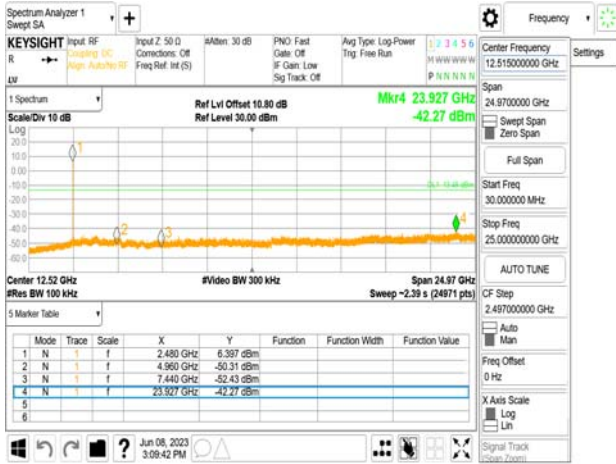 Spectrum Analyzer 1
Swept SA
+
Frequency
KEYSIGHT
R
Input: RF
Coupling: DC
Align: Auto/No RF
Input Z: 50 Ω
Corrections: Off
Freq Ref: Int (S)
#Atten: 30 dB
PNO: Fast
Gate: Off
IF Gain: Low
Sig Track: Off
Avg Type: Log-Power
Trig: Free Run
1 2 3 4 5 6
M W W W W W
P N N N N N
1 Spectrum
Scale/Div 10 dB
Log
Ref Lvl Offset 10.80 dB
Ref Level 30.00 dBm
Mkr4 23.927 GHz
-42.27 dBm
20.0
10.0
0.00
-10.0
-20.0
-30.0
-40.0
-50.0
-60.0
1
2
3
4
Center 12.52 GHz
#Res BW 100 kHz
#Video BW 300 kHz
Span 24.97 GHz
Sweep ~2.39 s (24971 pts)
5 Marker Table
Mode Trace Scale X Y Function Function Width Function Value
1 N 1 f 2.480 GHz 6.397 dBm
2 N 1 f 4.960 GHz -50.31 dBm
3 N 1 f 7.440 GHz -52.43 dBm
4 N 1 f 23.927 GHz -42.27 dBm
5
6
Jun 08, 2023
3:09:42 PM
Center Frequency
12.515000000 GHz
Settings
Span
24.9700000 GHz
Swept Span
Zero Span
Full Span
Start Freq
30.000000 MHz
Stop Freq
25.000000000 GHz
AUTO TUNE
CF Step
2.497000000 GHz
Auto
Man
Freq Offset
0 Hz
X Axis Scale
Log
Lin
Signal Track
(Span Zoom)